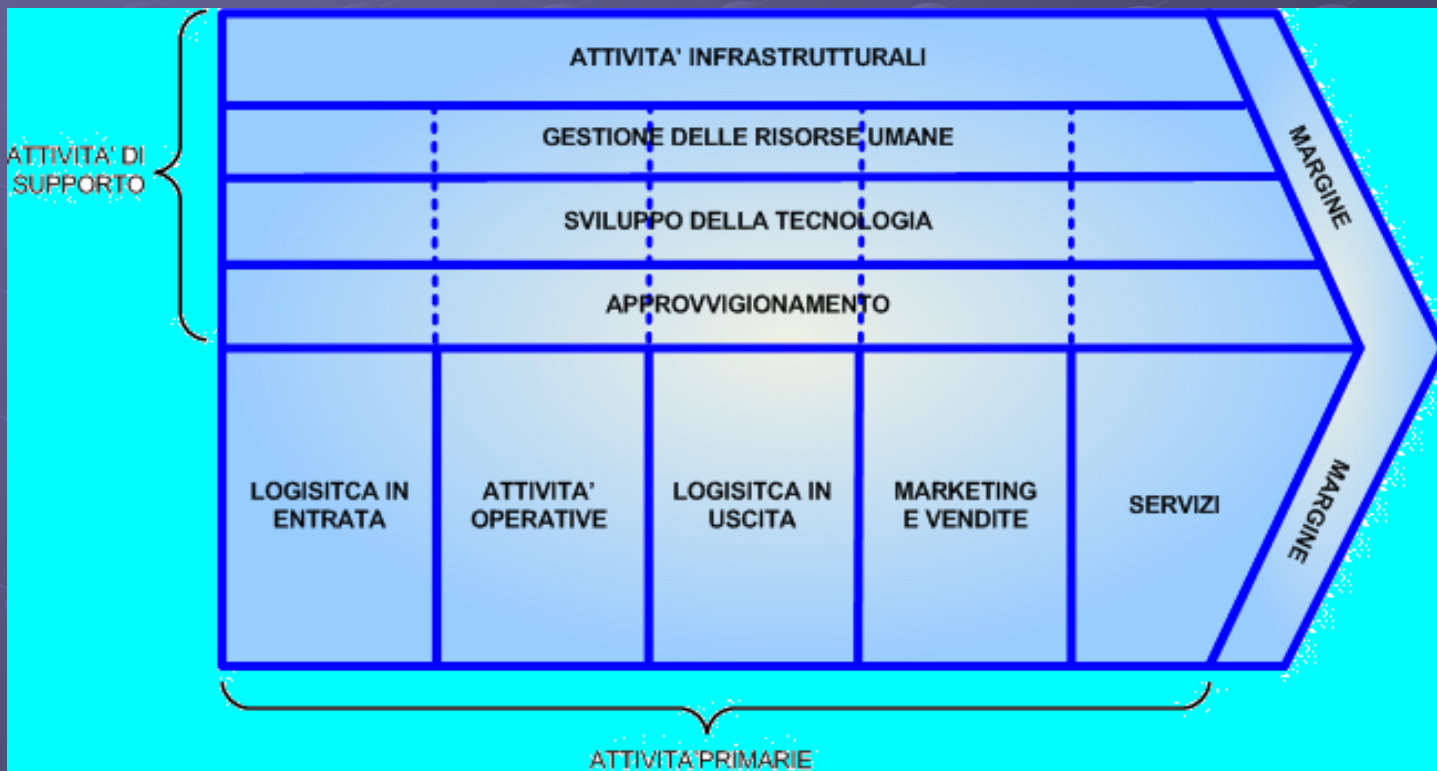 ATTIVITA' INFRASTRUTTURALI
GESTIONE DELLE RISORSE UMANE
SVILUPPO DELLA TECNOLOGIA
APPROVVIGIONAMENTO
ATTIVITA' DI
SUPPORTO
MARGINE
LOGISITCA IN
ENTRATA
ATTIVITA'
OPERATIVE
LOGISITCA IN
USCITA
MARKETING
E VENDITE
SERVIZI
MARGINE
ATTIVITA'PRIMARIE